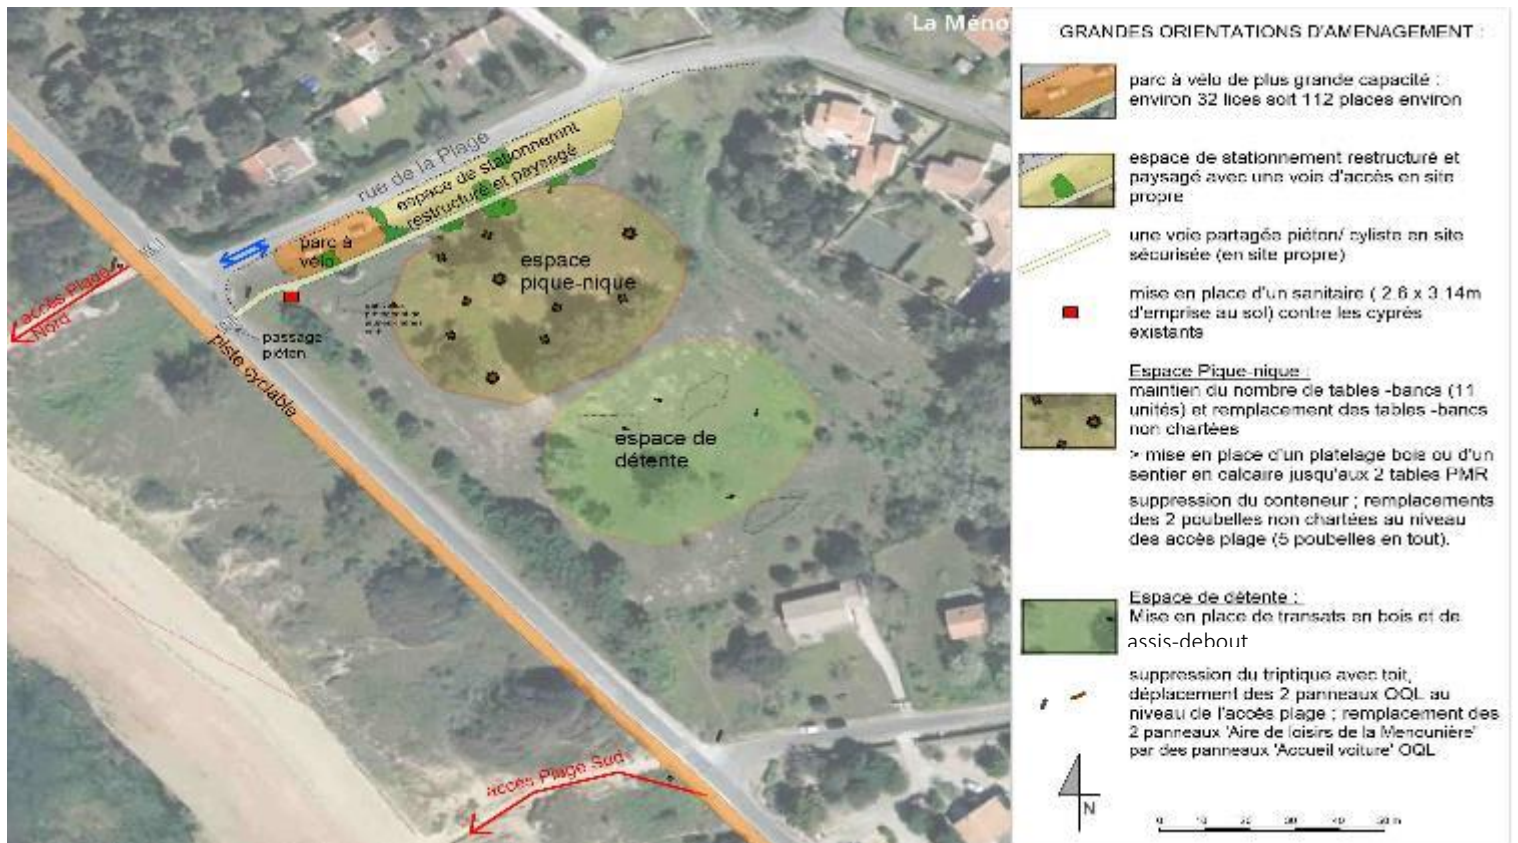 La Méno
rue de la Plage
espace de stationnemnt
restructuré et paysagé
parc à
vélo
espace
pique-nique
accès Plage
Nord
passage
piéton
piste cyclable
espace de
détente
accès Plage Sud
GRANDES ORIENTATIONS D'AMENAGEMENT :
parc à vélo de plus grande capacité :
environ 32 lices soit 112 places environ
espace de stationnement restructuré et
paysagé avec une voie d'accès en site
propre
une voie partagée piéton/ cyliste en site
sécurisée (en site propre)
mise en place d'un sanitaire ( 2.6 x 3.14m
d'emprise au sol) contre les cyprés
existants
Espace Pique-nique :
maintien du nombre de tables -bancs (11
unités) et remplacement des tables -bancs
non chartées
> mise en place d'un platelage bois ou d'un
sentier en calcaire jusqu'aux 2 tables PMR
suppression du conteneur ; remplacements
des 2 poubelles non chartées au niveau
des accès plage (5 poubelles en tout).
Espace de détente :
Mise en place de transats en bois et de
assis-debout
suppression du triptique avec toit,
déplacement des 2 panneaux OQL au
niveau de l'accès plage ; remplacement des
2 panneaux 'Aire de loisirs de la Menounière'
par des panneaux 'Accueil voiture' OQL
N
0 10 20 30 40 50 m